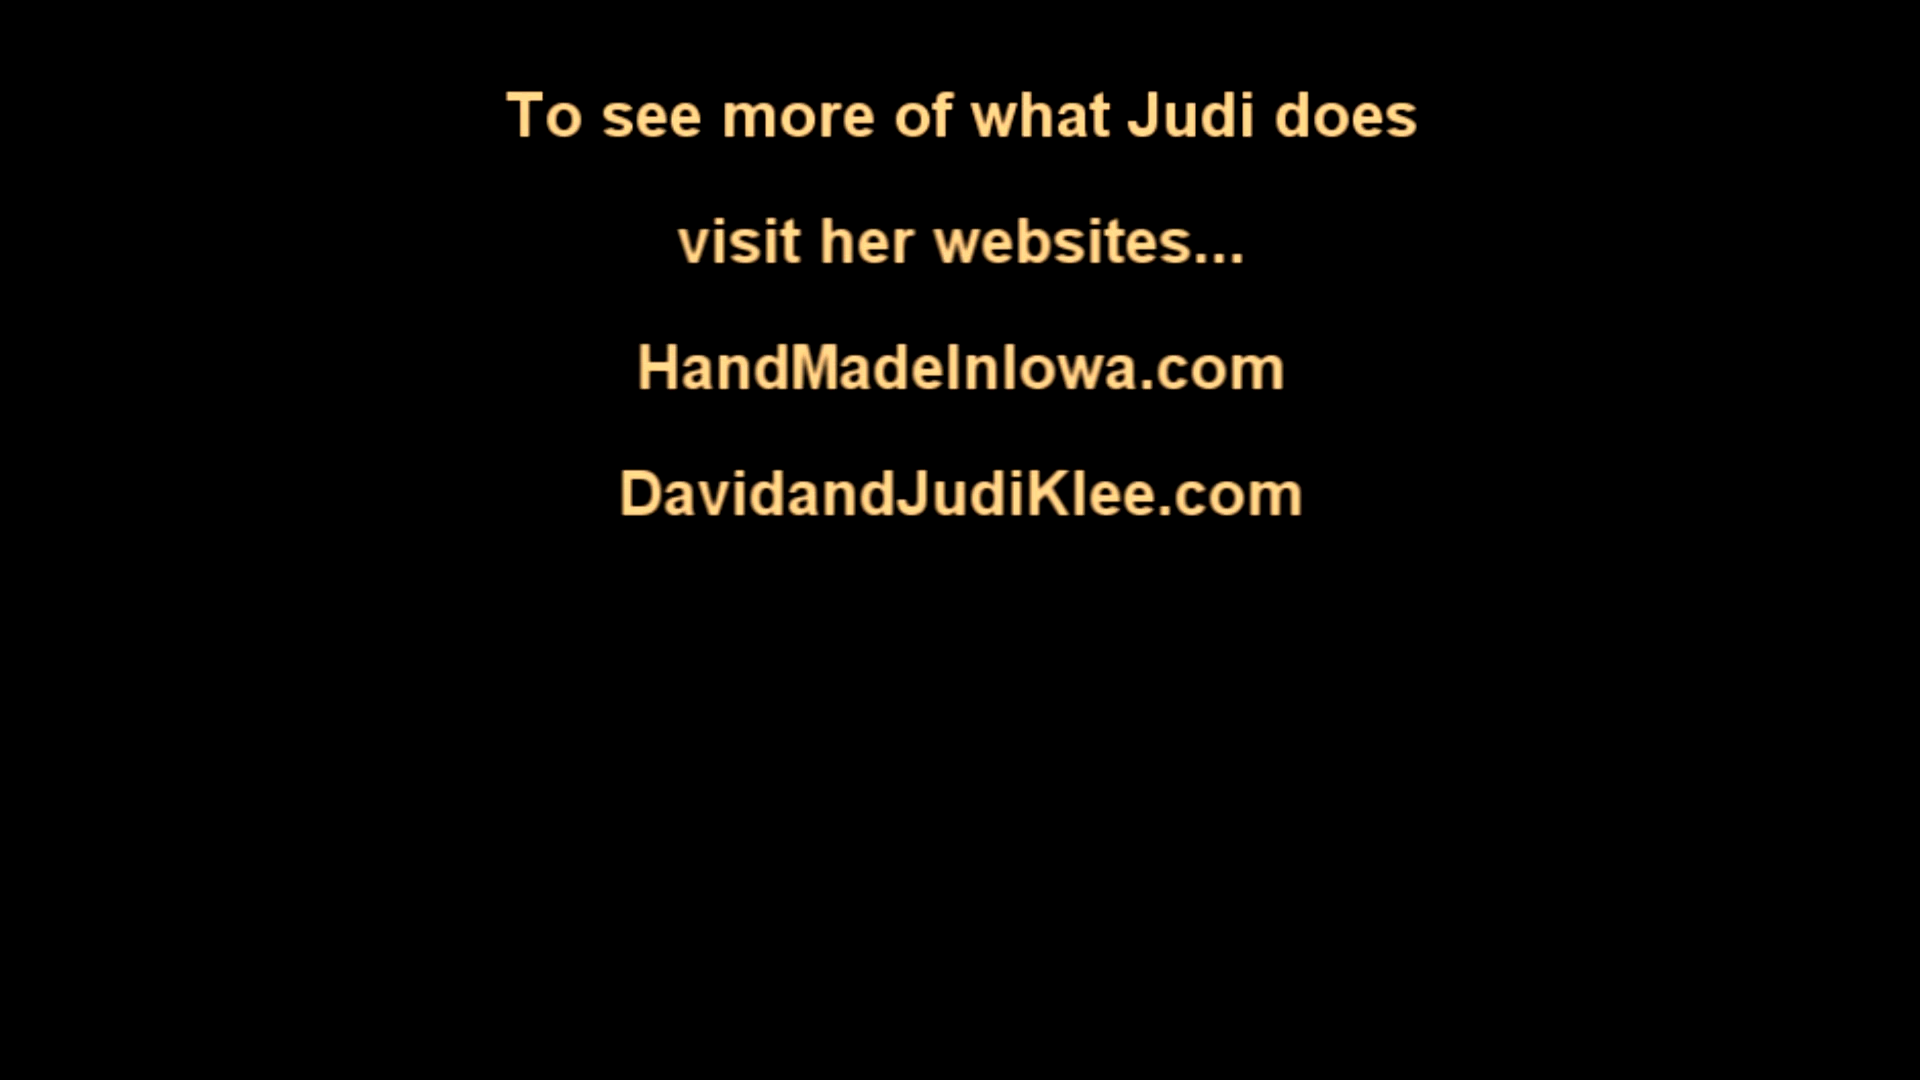 To see more of what Judi does
visit her websites...
HandMadeInIowa.com
DavidandJudiKlee.com